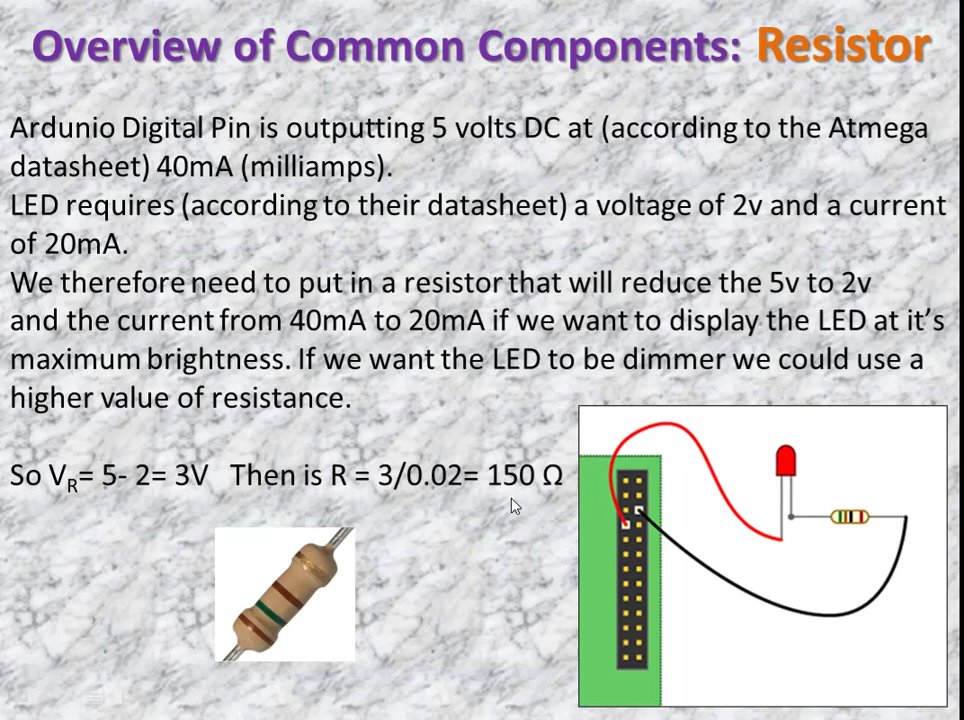 Overview of Common Components: Resistor
Ardunio Digital Pin is outputting 5 volts DC at (according to the Atmega
datasheet) 40mA (milliamps).
LED requires (according to their datasheet) a voltage of 2v and a current
of 20mA.
We therefore need to put in a resistor that will reduce the 5v to 2v
and the current from 40mA to 20mA if we want to display the LED at it's
maximum brightness. If we want the LED to be dimmer we could use a
higher value of resistance.
So VR= 5- 2= 3V Then is R = 3/0.02= 150 Ω